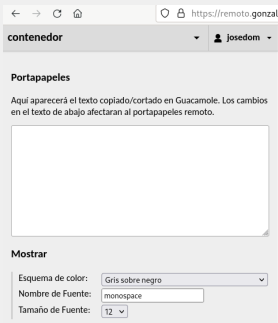 https://remoto.gonzal
contenedor
josedom
Portapapeles
Aquí aparecerá el texto copiado/cortado en Guacamole. Los cambios
en el texto de abajo afectaran al portapapeles remoto.
Mostrar
Esquema de color: Gris sobre negro
Nombre de Fuente: monospace
Tamaño de Fuente: 12